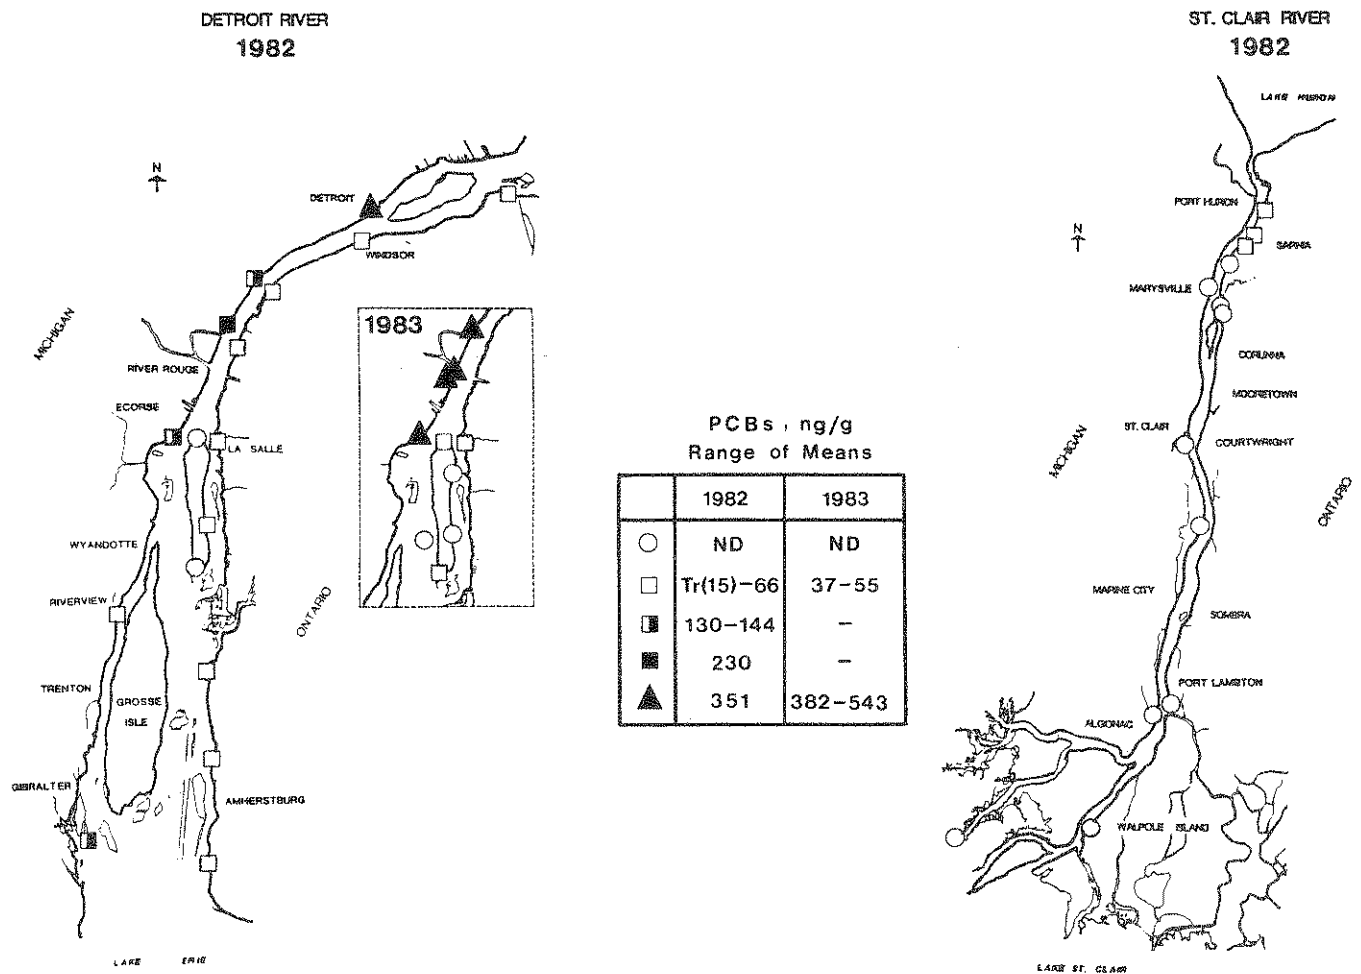 DETROIT RIVER
1982
N
DETROIT
WINDSOR
MICHIGAN
RIVER ROUGE
ECORSE
LA SALLE
WYANDOTTE
RIVERVIEW
ONTARIO
TRENTON
GROSSE
ISLE
GIBRALTER
AMHERSTBURG
LAKE ERIE
1983
PCBs, ng/g
Range of Means
1982 1983
ND ND
Tr(15)-66 37-55
130-144 -
230 -
351 382-543
ST. CLAIR RIVER
1982
LAKE HURON
PORT HURON
N
SARNIA
MARYSVILLE
CORUNNA
MOORETOWN
ST. CLAIR
COURTWRIGHT
MICHIGAN
ONTARIO
MARINE CITY
SOMBRA
PORT LAMBTON
ALGONAC
WALPOLE ISLAND
LAKE ST. CLAIR